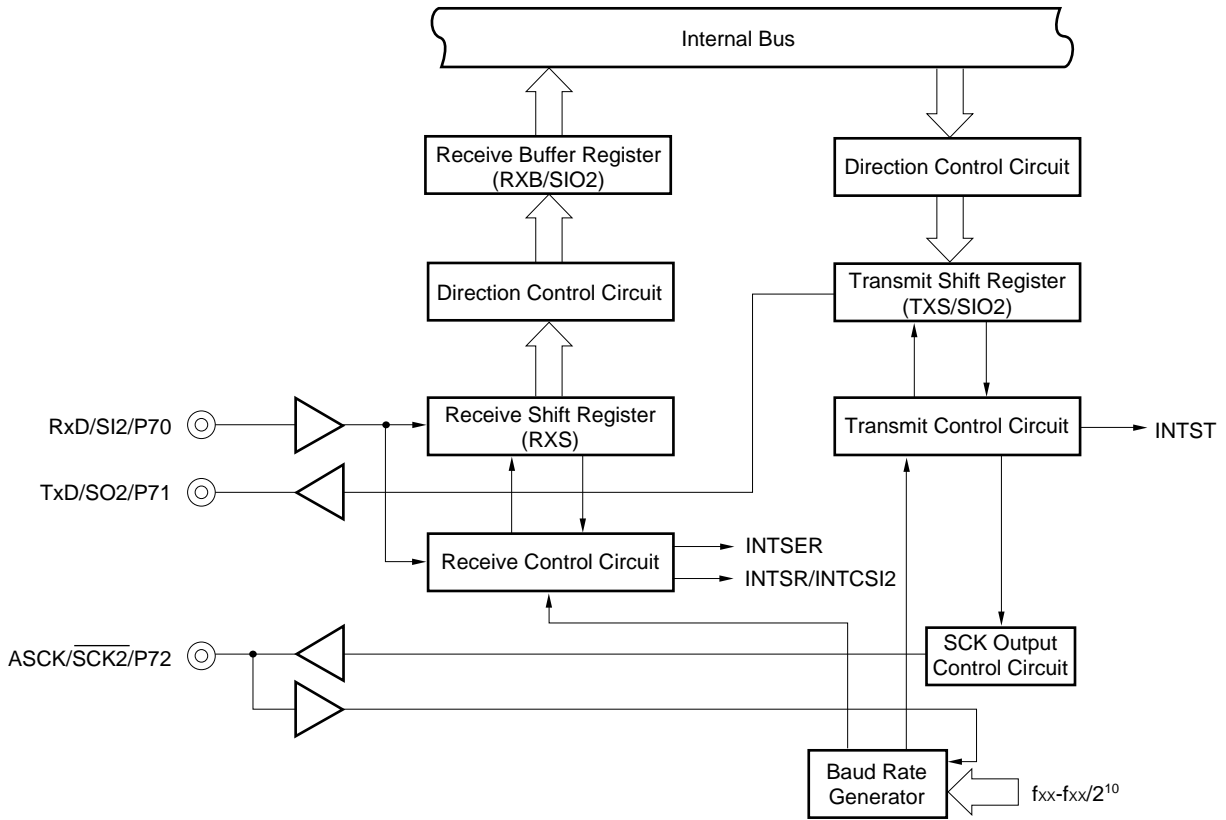 Internal Bus
Receive Buffer Register
(RXB/SIO2)
Direction Control Circuit
Direction Control Circuit
Transmit Shift Register
(TXS/SIO2)
RxD/SI2/P70
Receive Shift Register
(RXS)
Transmit Control Circuit
INTST
TxD/SO2/P71
Receive Control Circuit
INTSER
INTSR/INTCSI2
ASCK/S̅C̅K̅2̅/P72
SCK Output
Control Circuit
Baud Rate
Generator
fxx-fxx/2¹⁰